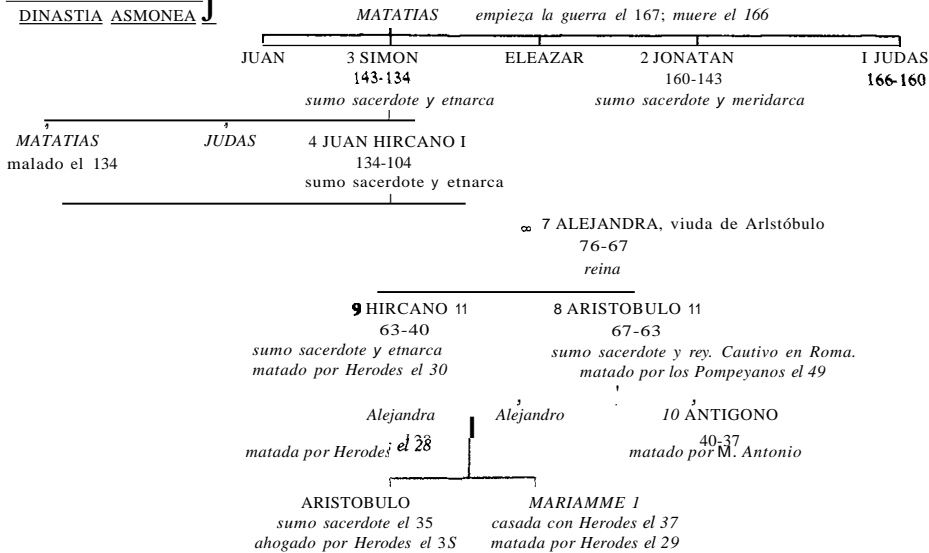 DINASTIA ASMONEA
MATATIAS empieza la guerra el 167; muere el 166
JUAN 3 SIMON ELEAZAR 2 JONATAN I JUDAS
143-134 160-143 166-160
sumo sacerdote y etnarca sumo sacerdote y meridarca
MATATIAS JUDAS 4 JUAN HIRCANO I
malado el 134 134-104
sumo sacerdote y etnarca
∞ 7 ALEJANDRA, viuda de Arlstóbulo
76-67
reina
9 HIRCANO 11 8 ARISTOBULO 11
63-40 67-63
sumo sacerdote y etnarca sumo sacerdote y rey. Cautivo en Roma.
matado por Herodes el 30 matado por los Pompeyanos el 49
Alejandra Alejandro 10 ANTIGONO
40-37
matada por Herodes el 28 matado por M. Antonio
ARISTOBULO MARIAMME 1
sumo sacerdote el 35 casada con Herodes el 37
ahogado por Herodes el 3S matada por Herodes el 29